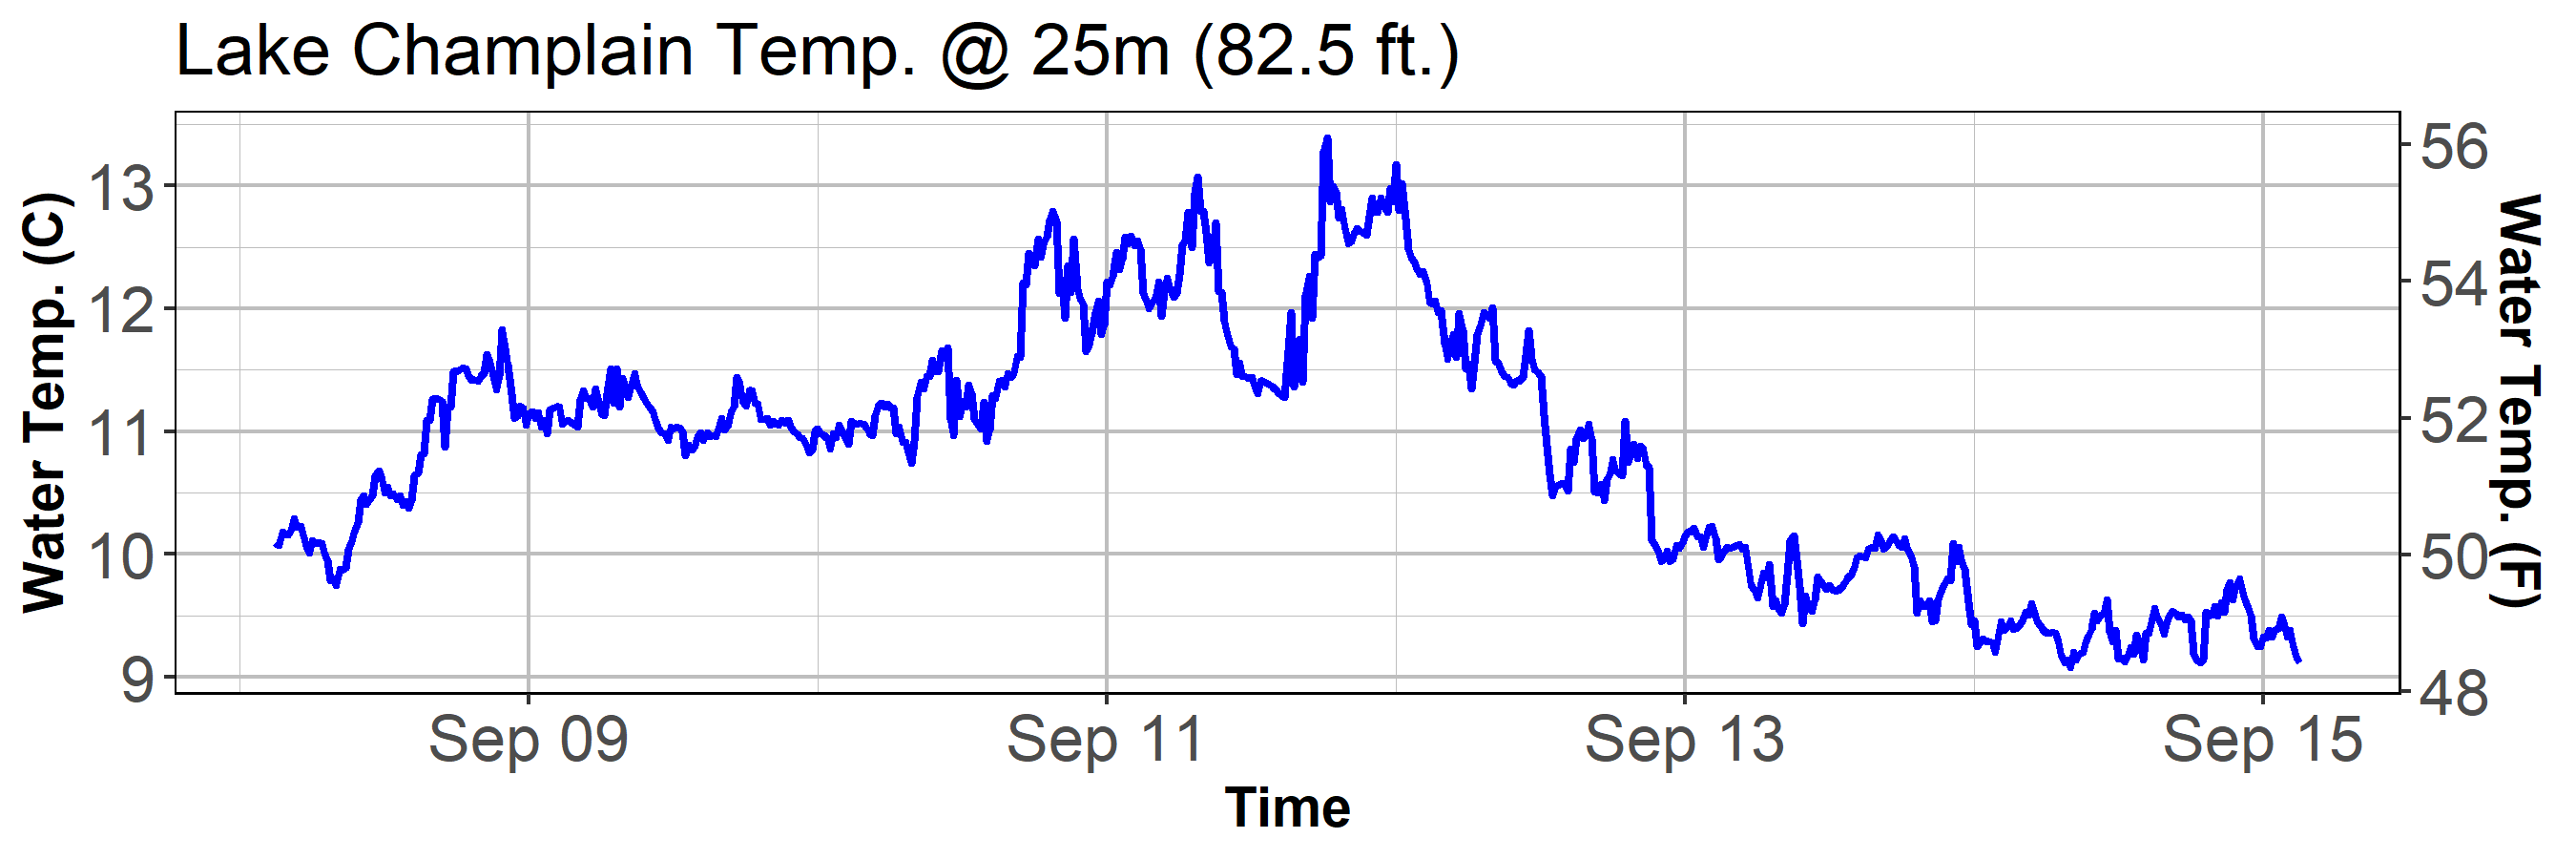 Lake Champlain Temp. @ 25m (82.5 ft.)
Water Temp. (C)
13
12
11
10
9
56
54
52
50
48
Water Temp. (F)
Sep 09
Sep 11
Sep 13
Sep 15
Time